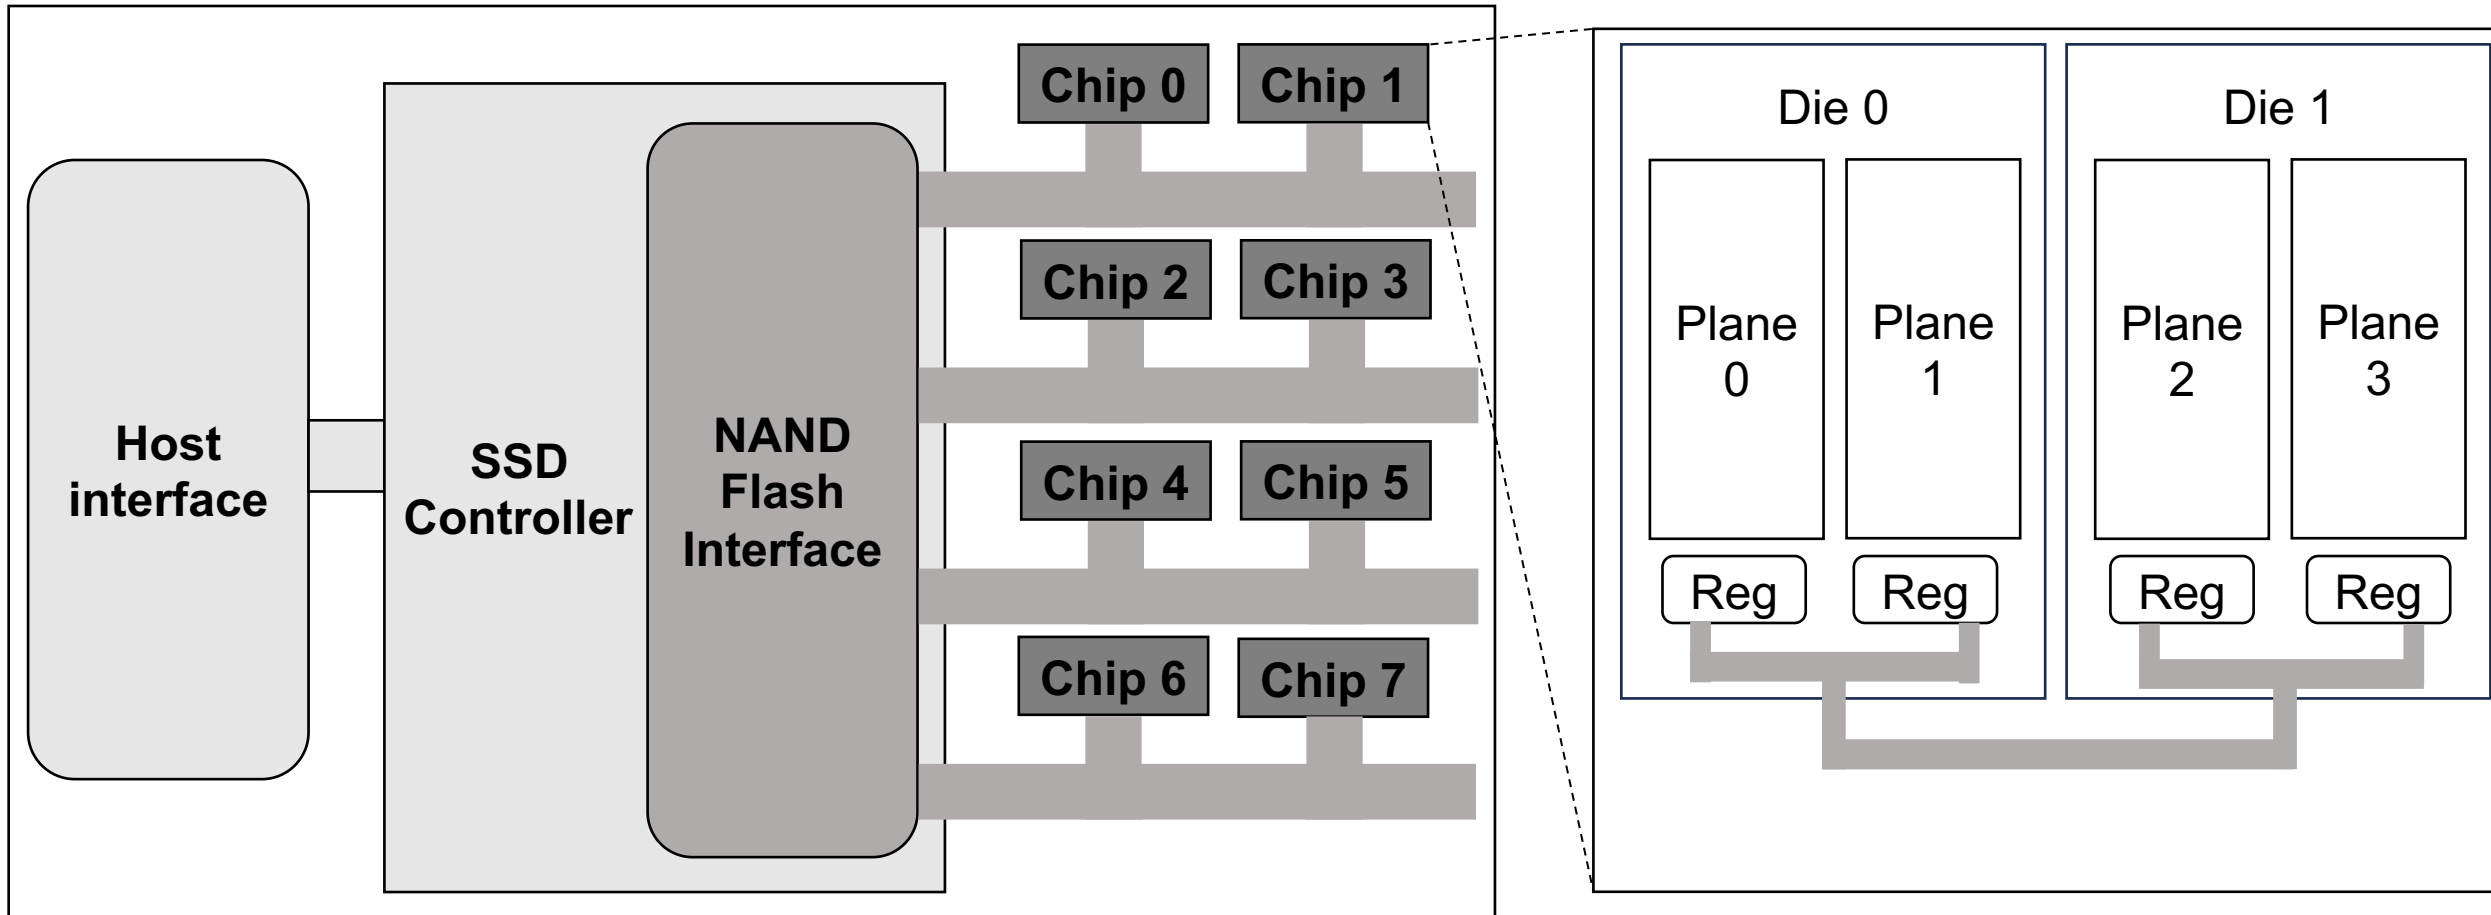 Host
interface
SSD
Controller
NAND
Flash
Interface
Chip 0
Chip 1
Chip 2
Chip 3
Chip 4
Chip 5
Chip 6
Chip 7
Die 0
Plane
0
Plane
1
Reg
Reg
Die 1
Plane
2
Plane
3
Reg
Reg